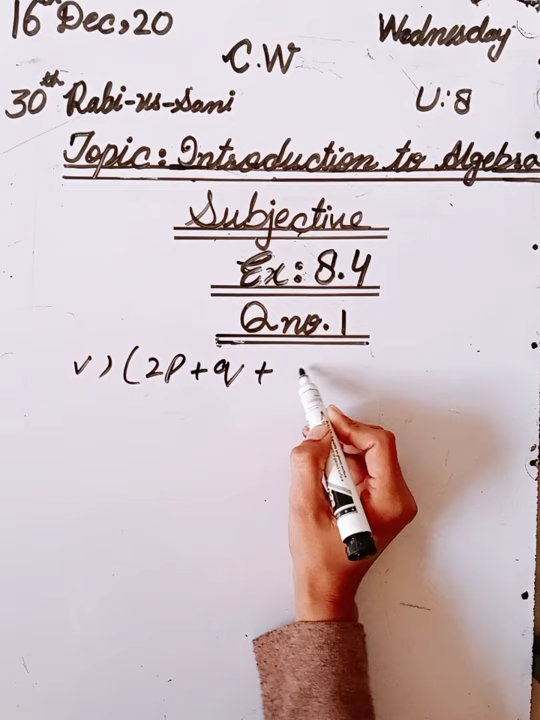 16th Dec, 20 Wednesday
C.W
30th Rabi-us-Sani U:8
Topic: Introduction to Algebra
Subjective
Ex: 8.4
Q no. 1
v) (2p+q+